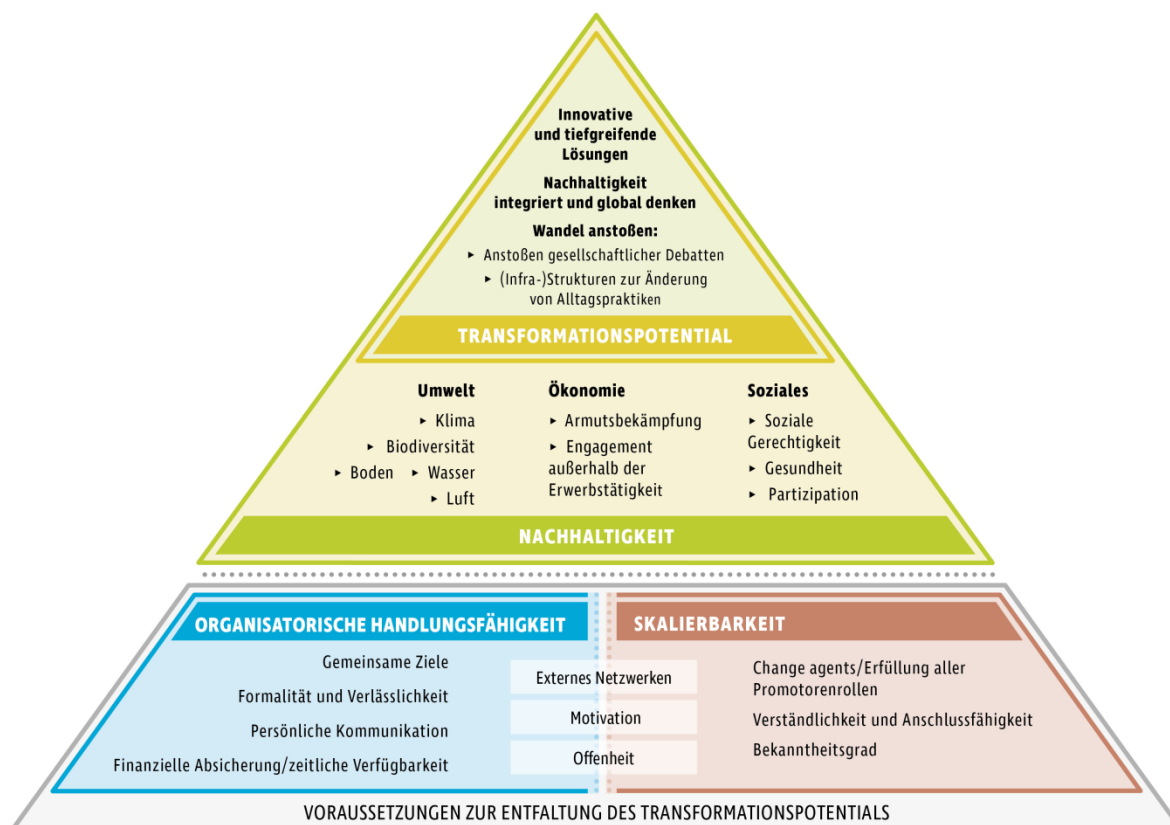 Innovative
und tiefgreifende
Lösungen
Nachhaltigkeit
integriert und global denken
Wandel anstoßen:
▸ Anstoßen gesellschaftlicher Debatten
▸ (Infra-)Strukturen zur Änderung
von Alltagspraktiken
TRANSFORMATIONSPOTENTIAL
Umwelt
▸ Klima
▸ Biodiversität
▸ Boden ▸ Wasser
▸ Luft
Ökonomie
▸ Armutsbekämpfung
▸ Engagement
außerhalb der
Erwerbstätigkeit
Soziales
▸ Soziale
Gerechtigkeit
▸ Gesundheit
▸ Partizipation
NACHHALTIGKEIT
ORGANISATORISCHE HANDLUNGSFÄHIGKEIT
Gemeinsame Ziele
Formalität und Verlässlichkeit
Persönliche Kommunikation
Finanzielle Absicherung/zeitliche Verfügbarkeit
Externes Netzwerken
Motivation
Offenheit
SKALIERBARKEIT
Change agents/Erfüllung aller
Promotorenrollen
Verständlichkeit und Anschlussfähigkeit
Bekanntheitsgrad
VORAUSSETZUNGEN ZUR ENTFALTUNG DES TRANSFORMATIONSPOTENTIALS